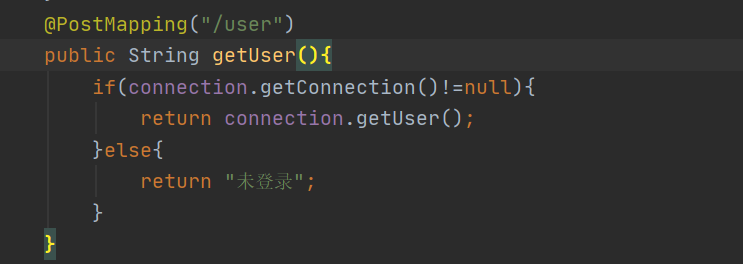 @PostMapping("/user")
public String getUser(){
if(connection.getConnection()!=null){
return connection.getUser();
}else{
return "未登录";
}
}